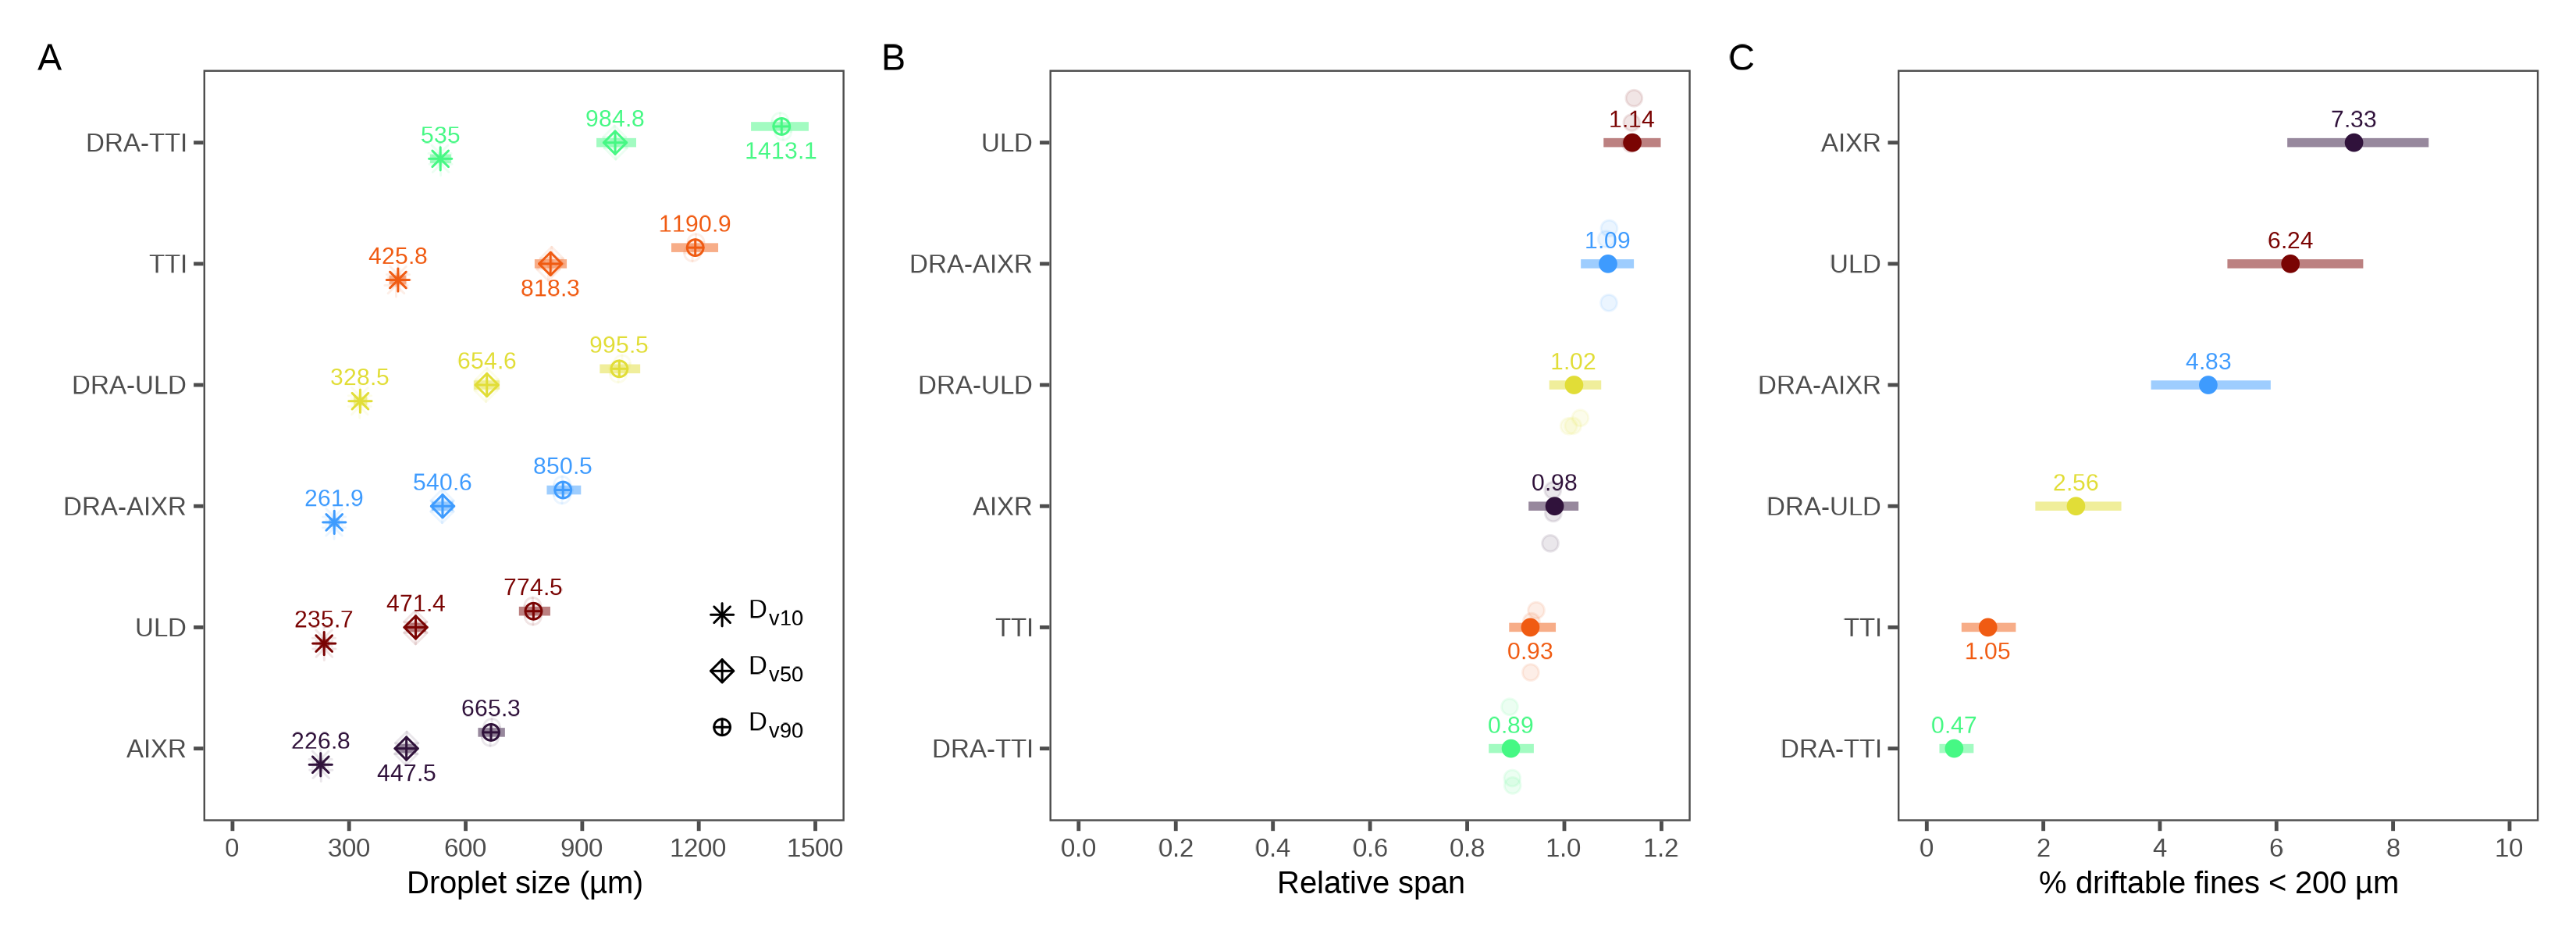 A
DRA-TTI
535
984.8
1413.1
TTI
425.8
818.3
1190.9
DRA-ULD
328.5
654.6
995.5
DRA-AIXR
261.9
540.6
850.5
ULD
235.7
471.4
774.5
AIXR
226.8
447.5
665.3
Dv10
Dv50
Dv90
0 300 600 900 1200 1500
Droplet size (µm)
B
ULD
1.14
DRA-AIXR
1.09
DRA-ULD
1.02
AIXR
0.98
TTI
0.93
DRA-TTI
0.89
0.0 0.2 0.4 0.6 0.8 1.0 1.2
Relative span
C
AIXR
7.33
ULD
6.24
DRA-AIXR
4.83
DRA-ULD
2.56
TTI
1.05
DRA-TTI
0.47
0 2 4 6 8 10
% driftable fines < 200 µm